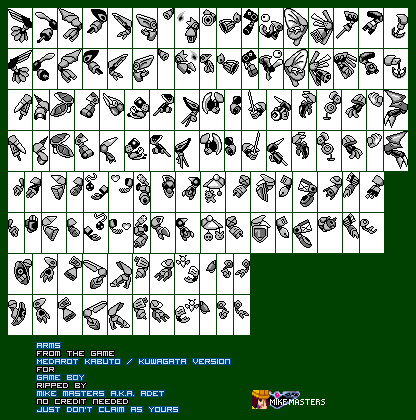 ARMS
FROM THE GAME
MEDAROT KABUTO / KUWAGATA VERSION
FOR
GAME BOY
RIPPED BY
MIKE MASTERS A.K.A. ADET
NO CREDIT NEEDED
JUST DON'T CLAIM AS YOURS
MIKEMASTERS